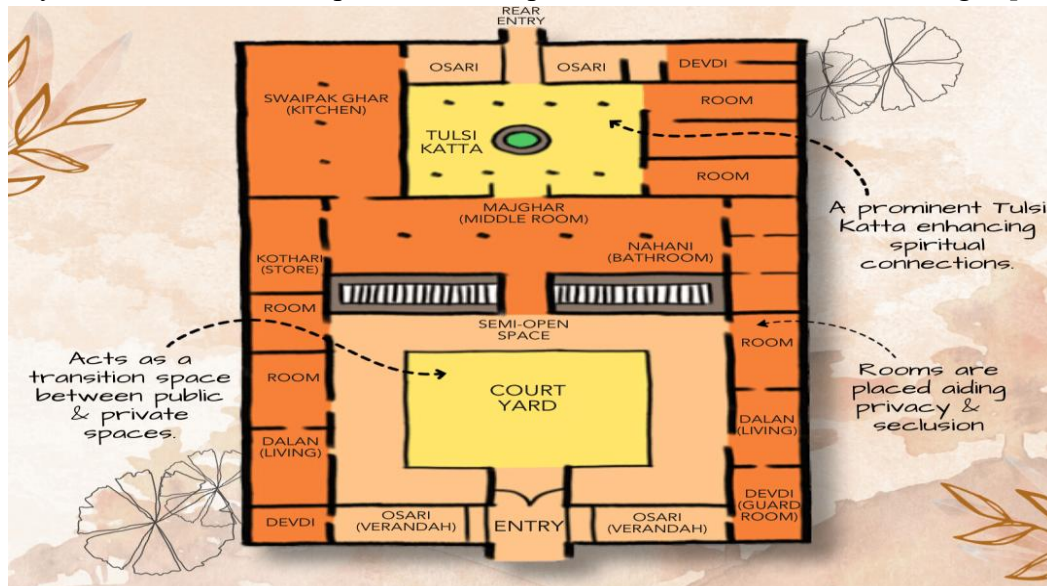 REAR
ENTRY
OSARI
OSARI
DEVDI
SWAIPAK GHAR
(KITCHEN)
ROOM
TULSI
KATTA
ROOM
MAJGHAR
(MIDDLE ROOM)
A prominent Tulsi
Katta enhancing
spiritual
connections.
KOTHARI
(STORE)
NAHANI
(BATHROOM)
ROOM
SEMI-OPEN
SPACE
ROOM
Acts as a
transition space
between public
& private
spaces.
ROOM
COURT
YARD
Rooms are
placed aiding
privacy &
seclusion
DALAN
(LIVING)
DALAN
(LIVING)
DEVDI
OSARI
(VERANDAH)
ENTRY
OSARI
(VERANDAH)
DEVDI
(GUARD
ROOM)